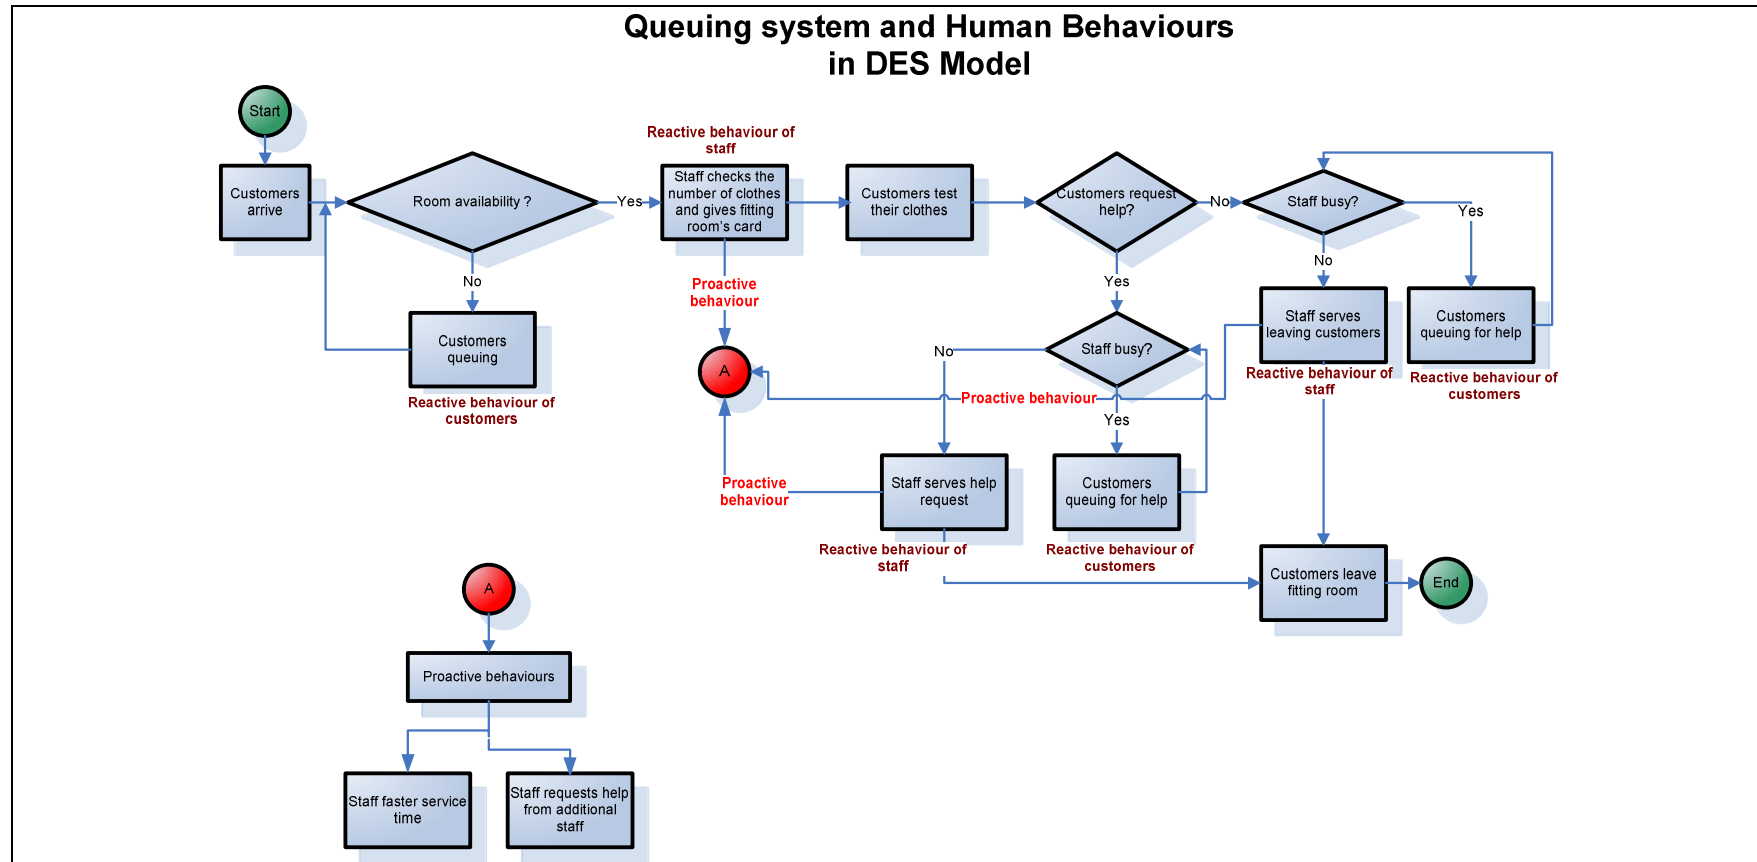 Queuing system and Human Behaviours
in DES Model
Start
Customers
arrive
Room availability ?
Yes
No
Customers
queuing
Reactive behaviour of
customers
Reactive behaviour of
staff
Staff checks the
number of clothes
and gives fitting
room's card
Proactive
behaviour
A
Customers test
their clothes
Customers request
help?
No
Yes
Staff busy?
Yes
No
Staff serves
leaving customers
Reactive behaviour of
staff
Customers
queuing for help
Reactive behaviour of
customers
Staff busy?
No
Yes
Proactive behaviour
Proactive
behaviour
Staff serves help
request
Reactive behaviour of
staff
Customers
queuing for help
Reactive behaviour of
customers
Customers leave
fitting room
End
A
Proactive behaviours
Staff faster service
time
Staff requests help
from additional
staff